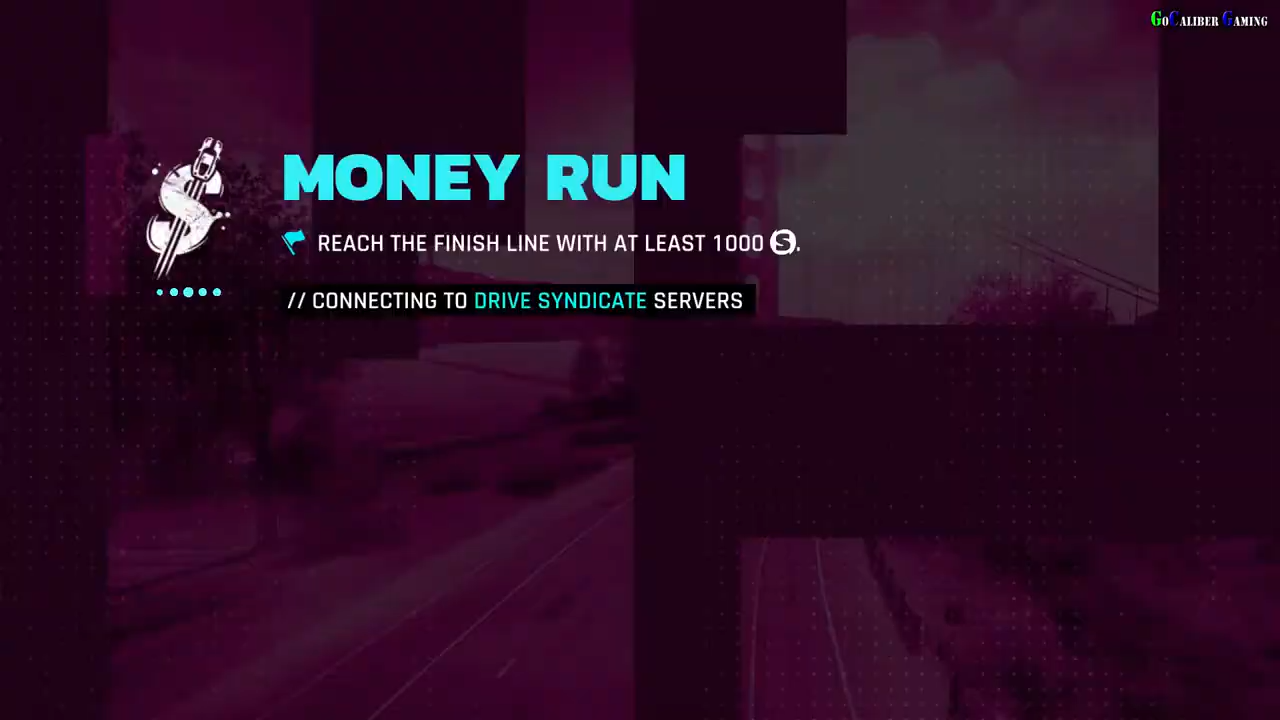 GoCaliber Gaming
MONEY RUN
REACH THE FINISH LINE WITH AT LEAST 1000 S.
// CONNECTING TO DRIVE SYNDICATE SERVERS